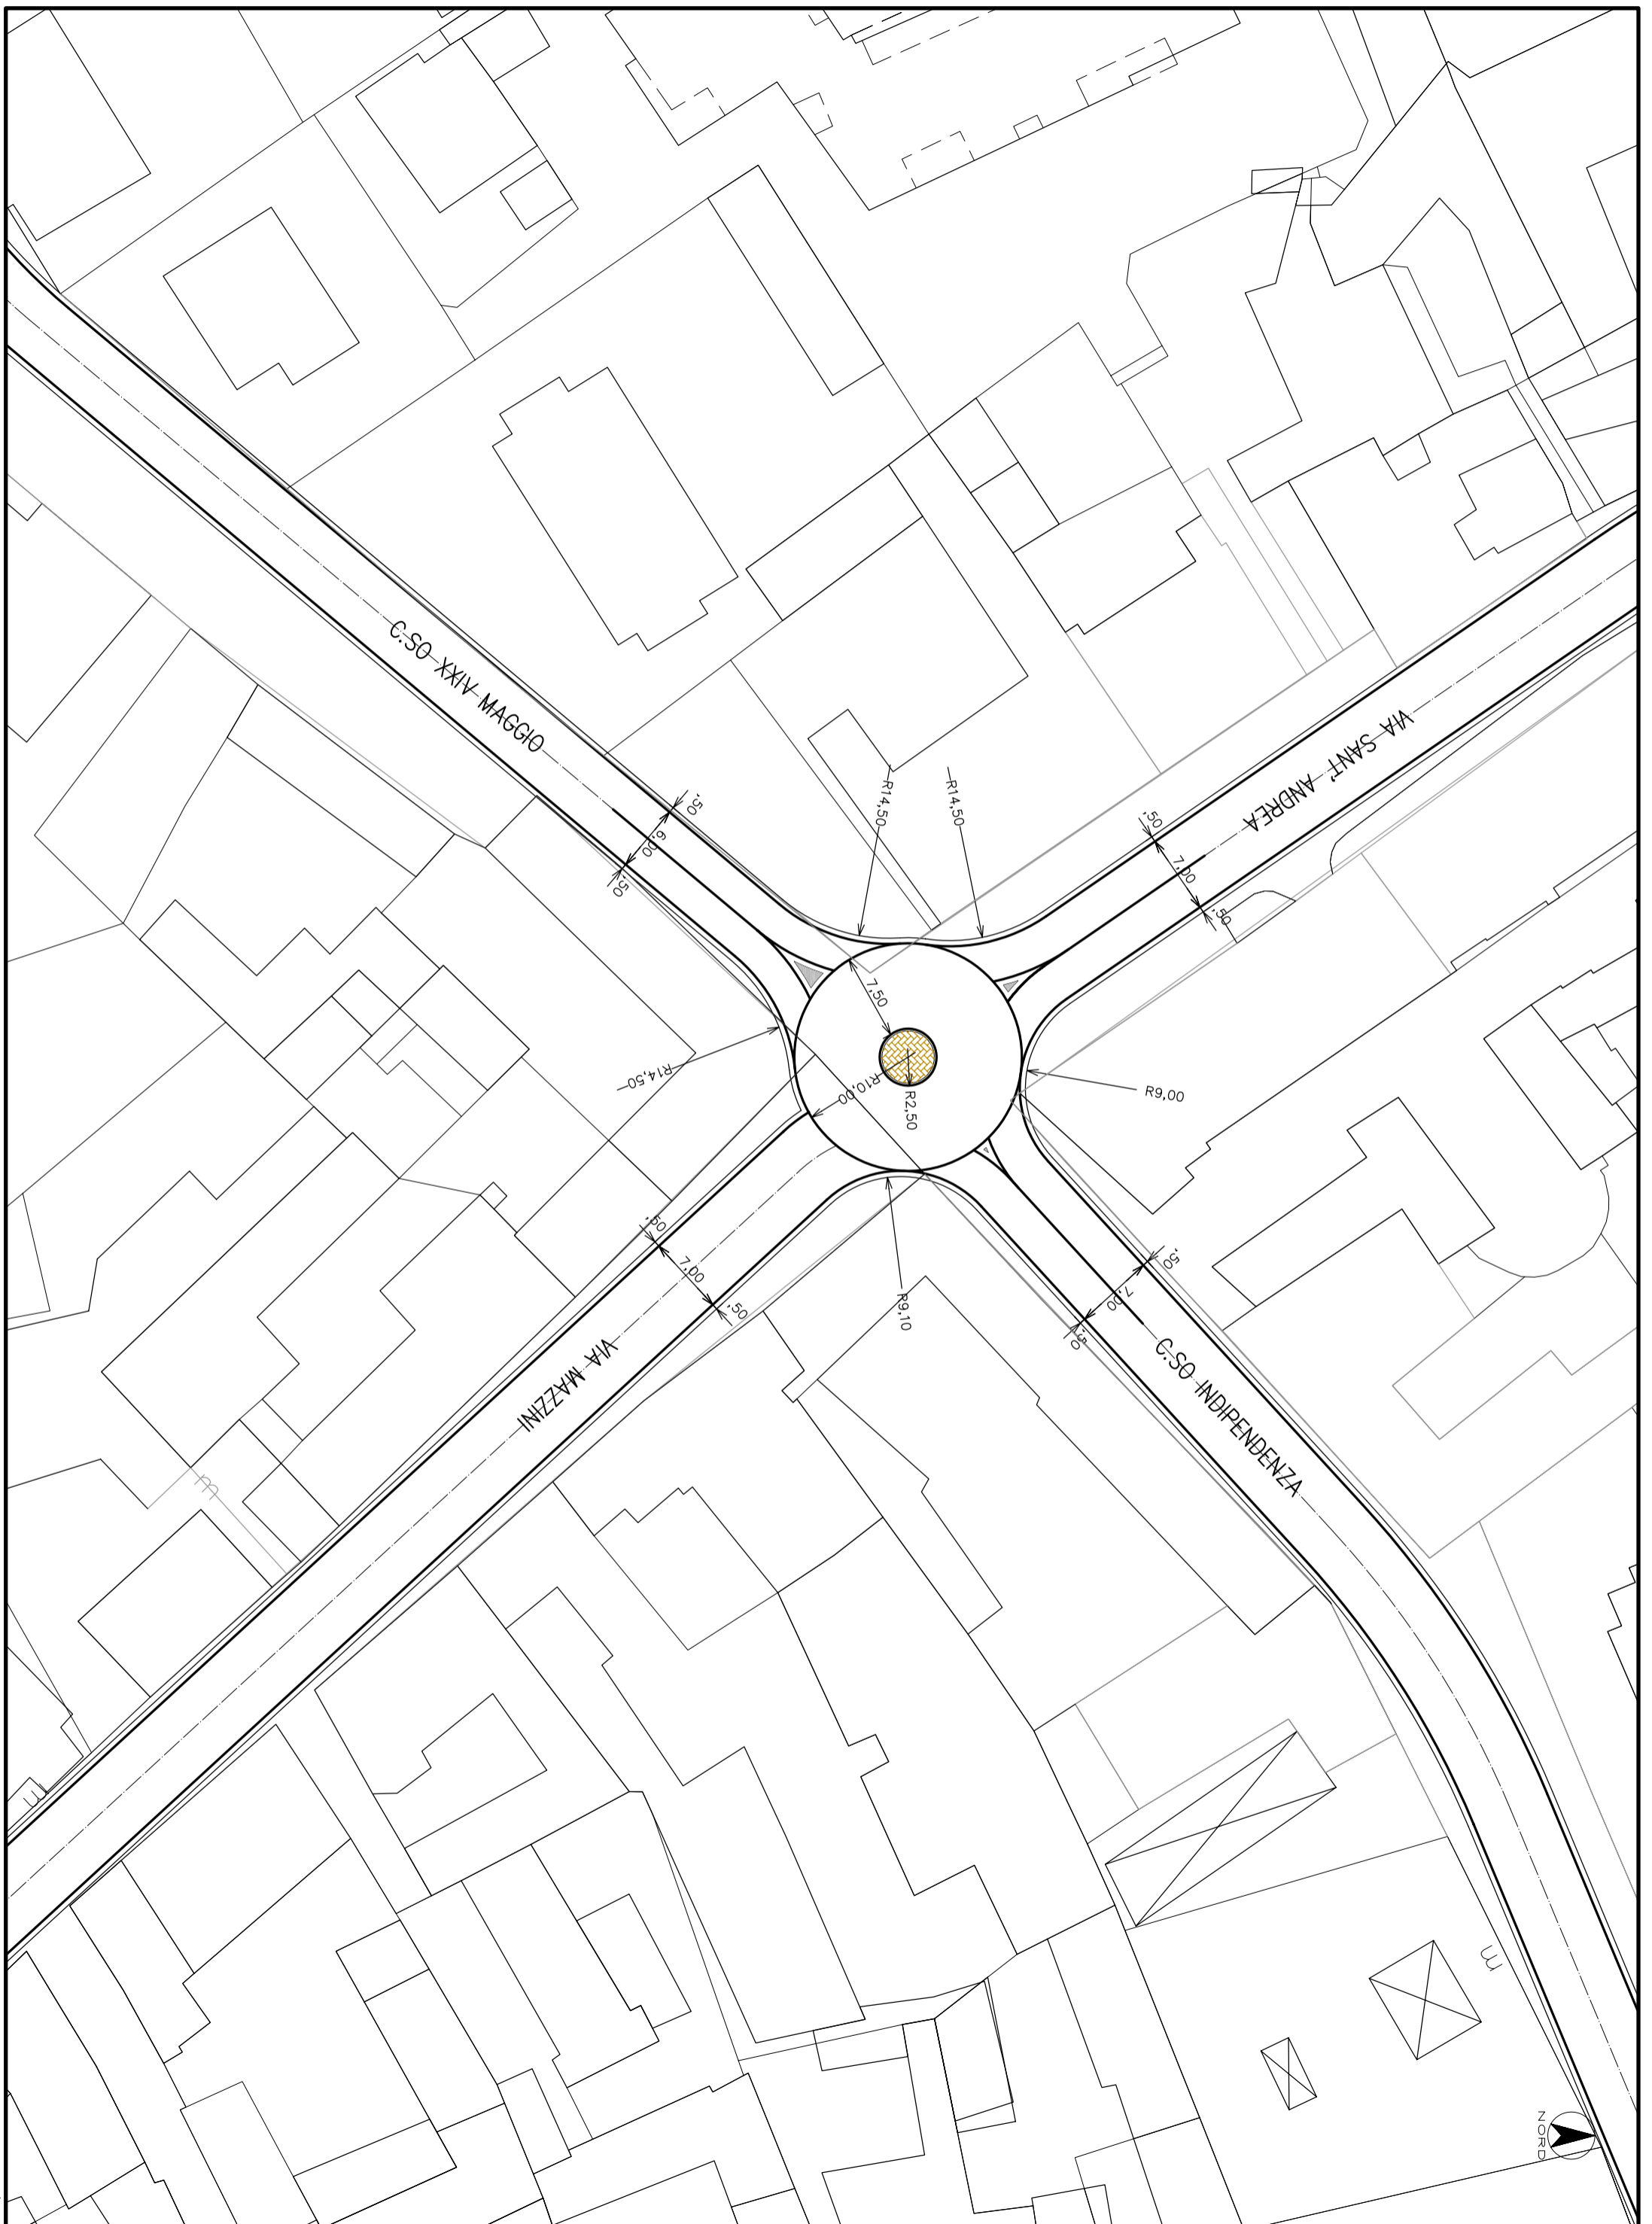 C.SO XXIV MAGGIO
,50
6,00
,50
R14,50
R14,50
,50
7,00
,50
VIA SANT' ANDREA
7,50
R14,50
R10,00
R2,50
R9,00
,50
7,00
,50
R9,10
,50
7,00
,50
VIA MAZZINI
C.SO INDIPENDENZA
NORD